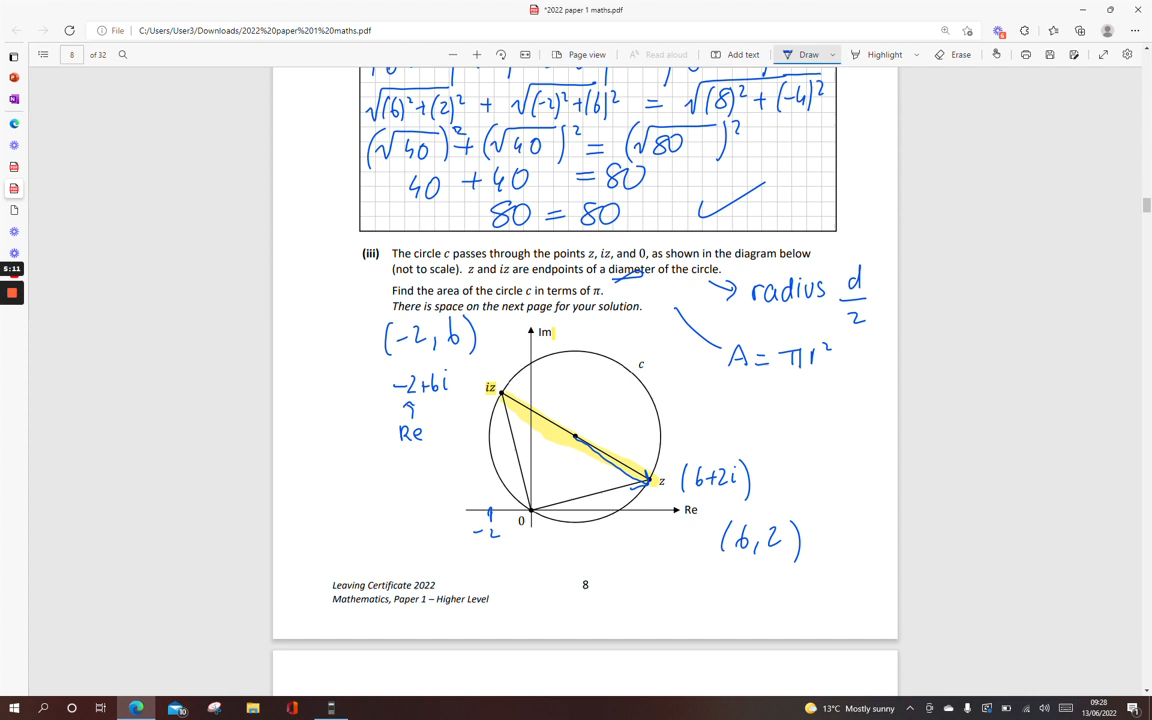 *2022 paper 1 maths.pdf
File C:/Users/User3/Downloads/2022%20paper%201%20maths.pdf
8 of 32
Page view
Read aloud
Add text
Draw
Highlight
Erase
√(6)²+(2)² + √(-2)²+(6)² = √(8)²+(-4)²
(√40)² + (√40)² = (√80)²
40 + 40 = 80
80 = 80 ✓
(iii) The circle c passes through the points z, iz, and 0, as shown in the diagram below
(not to scale). z and iz are endpoints of a diameter of the circle.
Find the area of the circle c in terms of π.
There is space on the next page for your solution.
→ radius d/2
A = πr²
(-2, 6)
-2+6i
↑
Re
Im
c
iz
z (6+2i)
Re
0
-2
(6, 2)
Leaving Certificate 2022
Mathematics, Paper 1 – Higher Level
8
5:11
10
13°C Mostly sunny
09:28
13/06/2022